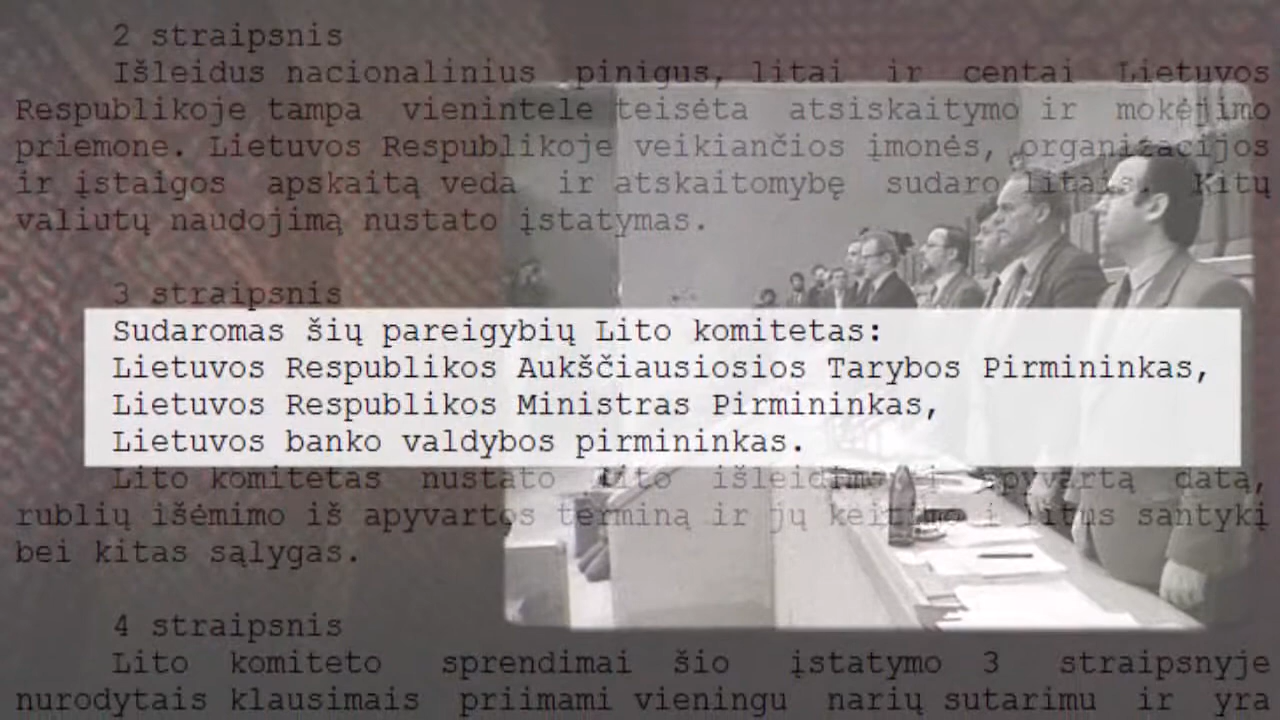 2 straipsnis
Išleidus nacionalinius pinigus, litai ir centai Lietuvos
Respublikoje tampa vienintele teisėta atsiskaitymo ir mokėjimo
priemone. Lietuvos Respublikoje veikiančios įmonės, organizacijos
ir įstaigos apskaitą veda ir atskaitomybę sudaro litais. Kitų
valiutų naudojimą nustato įstatymas.
3 straipsnis
Sudaromas šių pareigybių Lito komitetas:
Lietuvos Respublikos Aukščiausiosios Tarybos Pirmininkas,
Lietuvos Respublikos Ministras Pirmininkas,
Lietuvos banko valdybos pirmininkas.
Lito komitetas nustato lito išleidimo į apyvartą datą,
rublių išėmimo iš apyvartos terminą ir jų keitimo į litus santykį
bei kitas sąlygas.
4 straipsnis
Lito komiteto sprendimai šio įstatymo 3 straipsnyje
nurodytais klausimais priimami vieningu narių sutarimu ir yra